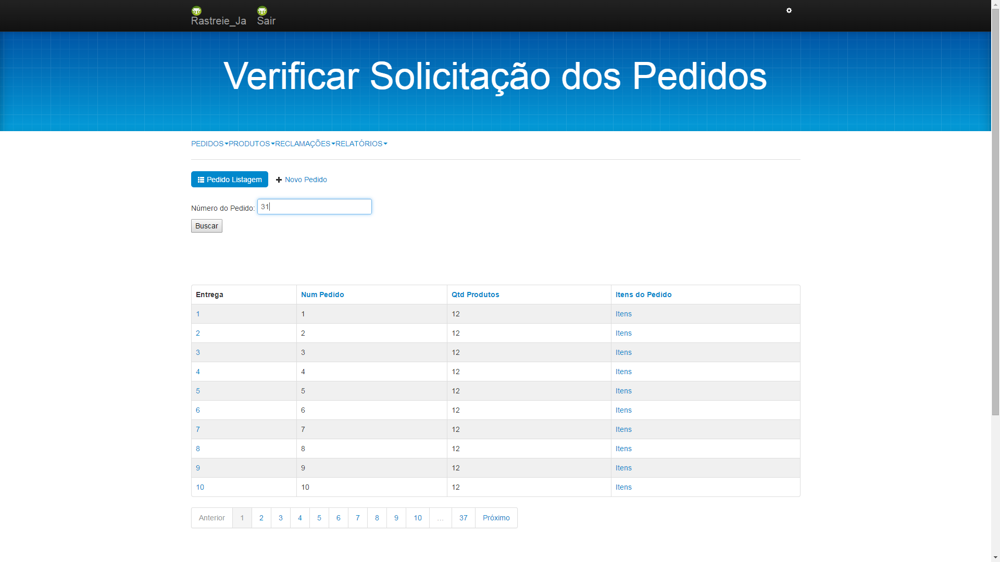 Rastreie_Ja Sair
Verificar Solicitação dos Pedidos
PEDIDOS PRODUTOS RECLAMAÇÕES RELATÓRIOS
Pedido Listagem Novo Pedido
Número do Pedido: 31
Buscar
Entrega Num Pedido Qtd Produtos Itens do Pedido
1 1 12 Itens
2 2 12 Itens
3 3 12 Itens
4 4 12 Itens
5 5 12 Itens
6 6 12 Itens
7 7 12 Itens
8 8 12 Itens
9 9 12 Itens
10 10 12 Itens
Anterior 1 2 3 4 5 6 7 8 9 10 ... 37 Próximo